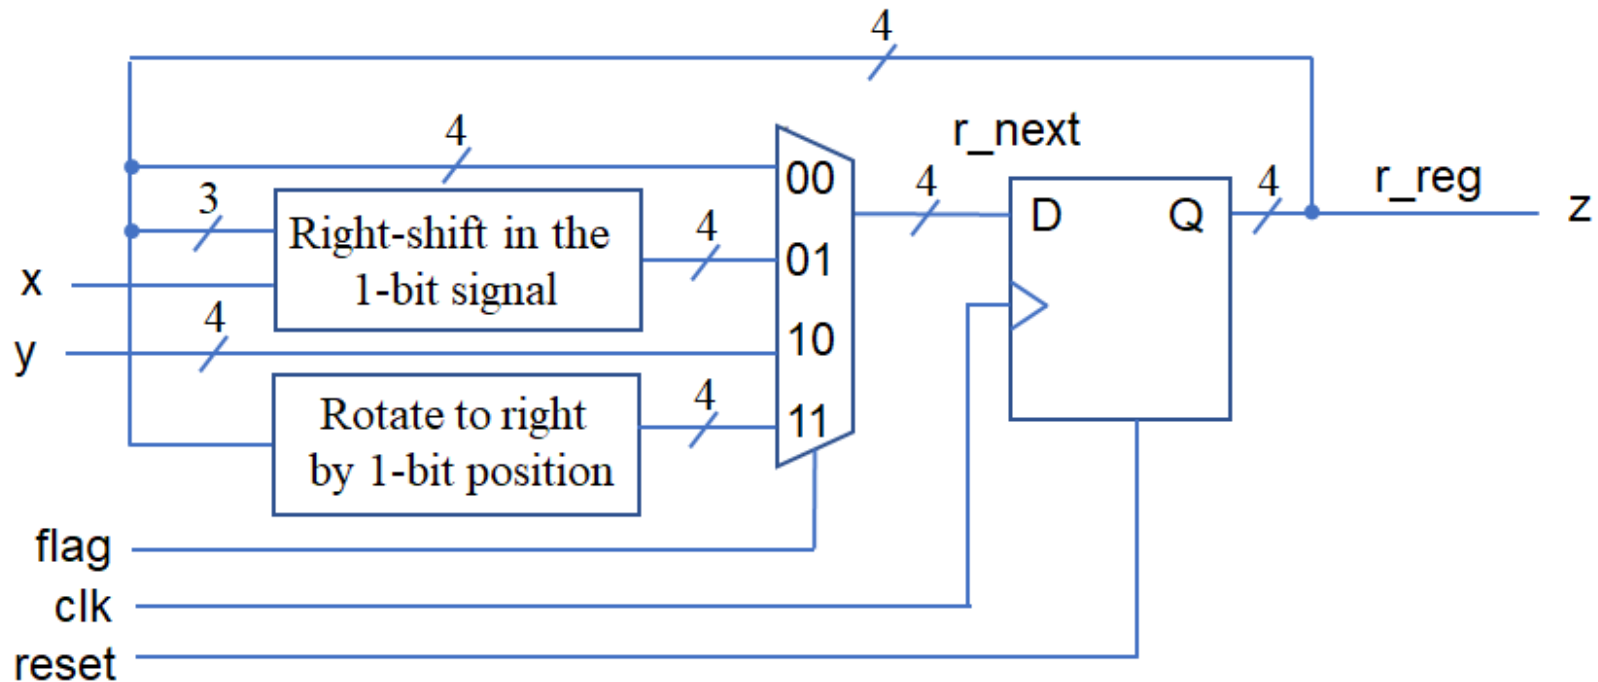 4
4
r_next
3
Right-shift in the
1-bit signal
x
4
y
4
Rotate to right
by 1-bit position
4
00
01
10
11
4
D
Q
4
r_reg
z
flag
clk
reset